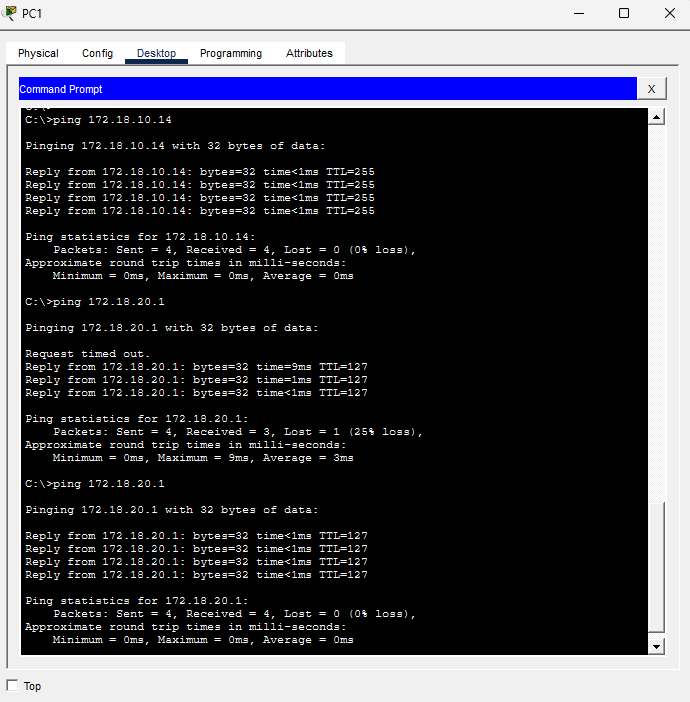 PC1
Physical Config Desktop Programming Attributes
Command Prompt X
C:\>ping 172.18.10.14
Pinging 172.18.10.14 with 32 bytes of data:
Reply from 172.18.10.14: bytes=32 time<1ms TTL=255
Reply from 172.18.10.14: bytes=32 time<1ms TTL=255
Reply from 172.18.10.14: bytes=32 time<1ms TTL=255
Reply from 172.18.10.14: bytes=32 time<1ms TTL=255
Ping statistics for 172.18.10.14:
Packets: Sent = 4, Received = 4, Lost = 0 (0% loss),
Approximate round trip times in milli-seconds:
Minimum = 0ms, Maximum = 0ms, Average = 0ms
C:\>ping 172.18.20.1
Pinging 172.18.20.1 with 32 bytes of data:
Request timed out.
Reply from 172.18.20.1: bytes=32 time=9ms TTL=127
Reply from 172.18.20.1: bytes=32 time=1ms TTL=127
Reply from 172.18.20.1: bytes=32 time<1ms TTL=127
Ping statistics for 172.18.20.1:
Packets: Sent = 4, Received = 3, Lost = 1 (25% loss),
Approximate round trip times in milli-seconds:
Minimum = 0ms, Maximum = 9ms, Average = 3ms
C:\>ping 172.18.20.1
Pinging 172.18.20.1 with 32 bytes of data:
Reply from 172.18.20.1: bytes=32 time<1ms TTL=127
Reply from 172.18.20.1: bytes=32 time<1ms TTL=127
Reply from 172.18.20.1: bytes=32 time<1ms TTL=127
Reply from 172.18.20.1: bytes=32 time<1ms TTL=127
Ping statistics for 172.18.20.1:
Packets: Sent = 4, Received = 4, Lost = 0 (0% loss),
Approximate round trip times in milli-seconds:
Minimum = 0ms, Maximum = 0ms, Average = 0ms
Top